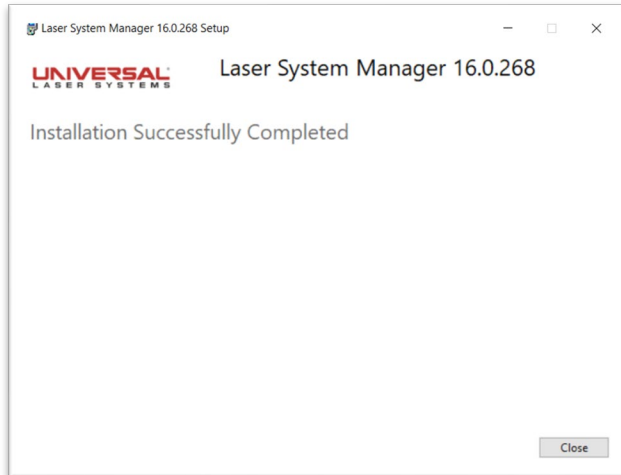 Laser System Manager 16.0.268 Setup
UNIVERSAL
LASER SYSTEMS
Laser System Manager 16.0.268
Installation Successfully Completed
Close